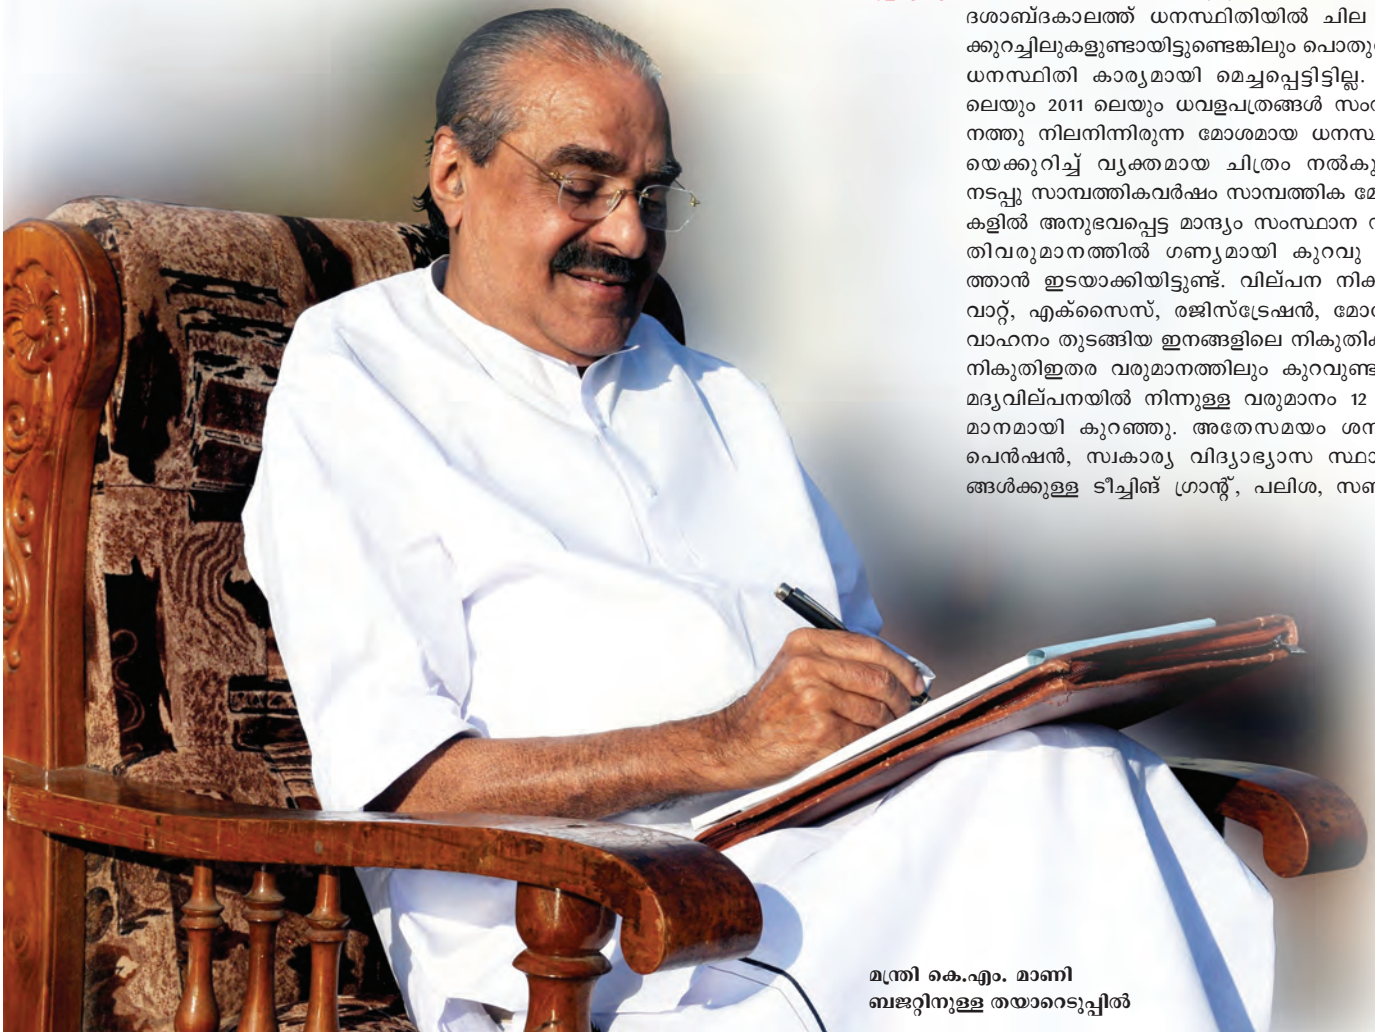 ദശാബ്ദകാലത്ത് ധനസ്ഥിതിയിൽ ചില
ക്കുറച്ചിലുകളുണ്ടായിട്ടുണ്ടെങ്കിലും പൊതു
ധനസ്ഥിതി കാര്യമായി മെച്ചപ്പെട്ടിട്ടില്ല.
ലെയും 2011 ലെയും ധവളപത്രങ്ങൾ
നത്തു നിലനിന്നിരുന്ന മോശമായ
യെക്കുറിച്ച് വ്യക്തമായ ചിത്രം
നടപ്പു സാമ്പത്തികവർഷം സാമ്പത്തിക
കളിൽ അനുഭവപ്പെട്ട മാന്ദ്യം സംസ്ഥാന
തിവരുമാനത്തിൽ ഗണ്യമായി കുറവു
ത്താൻ ഇടയാക്കിയിട്ടുണ്ട്. വില്പന
വാറ്റ്, എക്സൈസ്, രജിസ്ട്രേഷൻ,
വാഹനം തുടങ്ങിയ ഇനങ്ങളിലെ
നികുതിഇതര വരുമാനത്തിലും
മദ്യവില്പനയിൽ നിന്നുള്ള വരുമാനം 12
മാനമായി കുറഞ്ഞു. അതേസമയം
പെൻഷൻ, സ്വകാര്യ വിദ്യാഭ്യാസ
ങ്ങൾക്കുള്ള ടീച്ചിങ് ഗ്രാന്റ്, പലിശ,
മന്ത്രി കെ.എം. മാണി
ബജറ്റിനുള്ള തയാറെടുപ്പിൽ